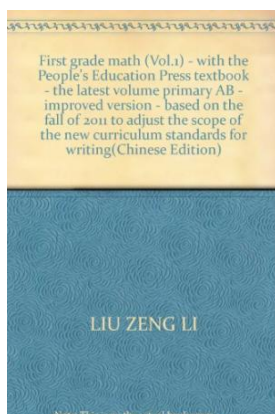 First grade math (Vol.1) - with the
People's Education Press textbook
- the latest volume primary AB -
improved version - based on the
fall of 2011 to adjust the scope of
the new curriculum standards for
writing(Chinese Edition)
LIU ZENG LI